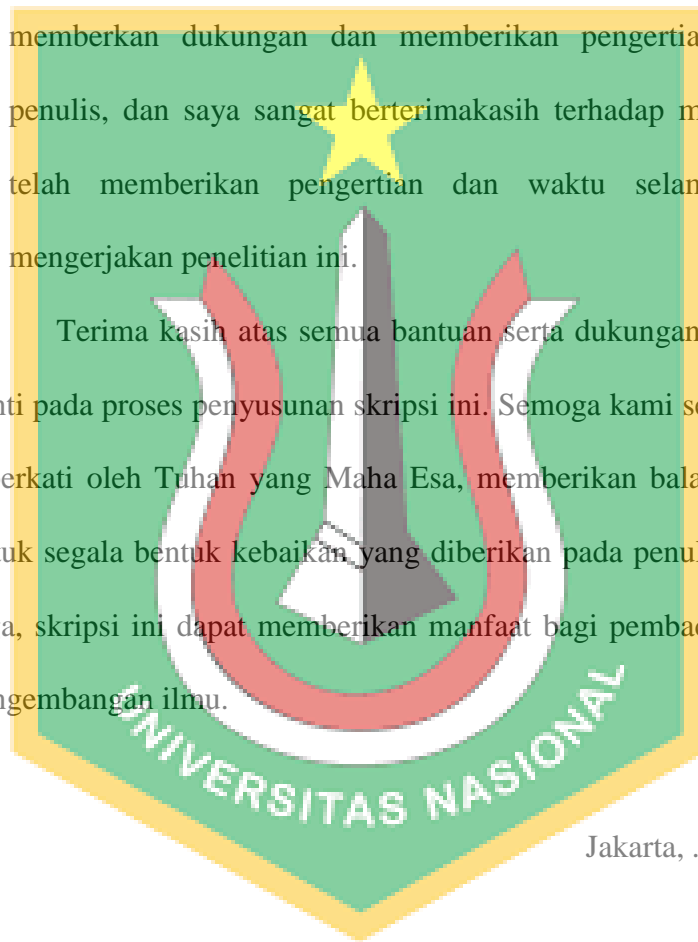 memberkan dukungan dan memberikan pengertia
penulis, dan saya sangat berterimakasih terhadap m
telah memberikan pengertian dan waktu selan
mengerjakan penelitian ini.
Terima kasih atas semua bantuan serta dukungan
nti pada proses penyusunan skripsi ini. Semoga kami se
erkati oleh Tuhan yang Maha Esa, memberikan bala
tuk segala bentuk kebaikan yang diberikan pada penul
a, skripsi ini dapat memberikan manfaat bagi pembac
ngembangan ilmu.
UNIVERSITAS NASIONAL
Jakarta, .